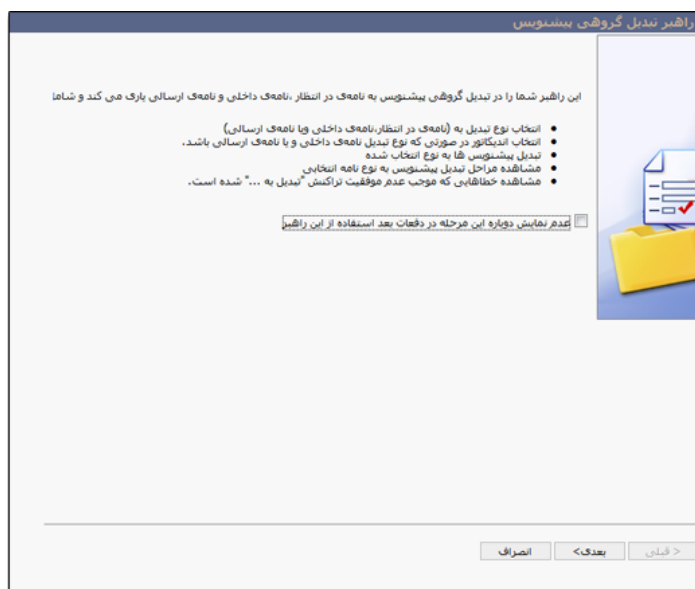 راهبر تبدیل گروهی پیشنویس
این راهبر شما را در تبدیل گروهی پیشنویس به نامه‌ی در انتظار ،نامه‌ی داخلی و نامه‌ی ارسالی یاری می کند و شاما
• انتخاب نوع تبدیل به (نامه‌ی در انتظار،نامه‌ی داخلی ویا نامه‌ی ارسالی)
• انتخاب اندیکاتور در صورتی که نوع تبدیل نامه‌ی داخلی و یا نامه‌ی ارسالی باشد.
• تبدیل پیشنویس ها به نوع انتخاب شده
• مشاهده مراحل تبدیل پیشنویس به نوع نامه انتخابی
• مشاهده خطاهایی که موجب عدم موفقیت تراکنش "تبدیل به ..." شده است.
عدم نمایش دوباره این مرحله در دفعات بعد استفاده از این راهبر
< قبلی
بعدی>
انصراف